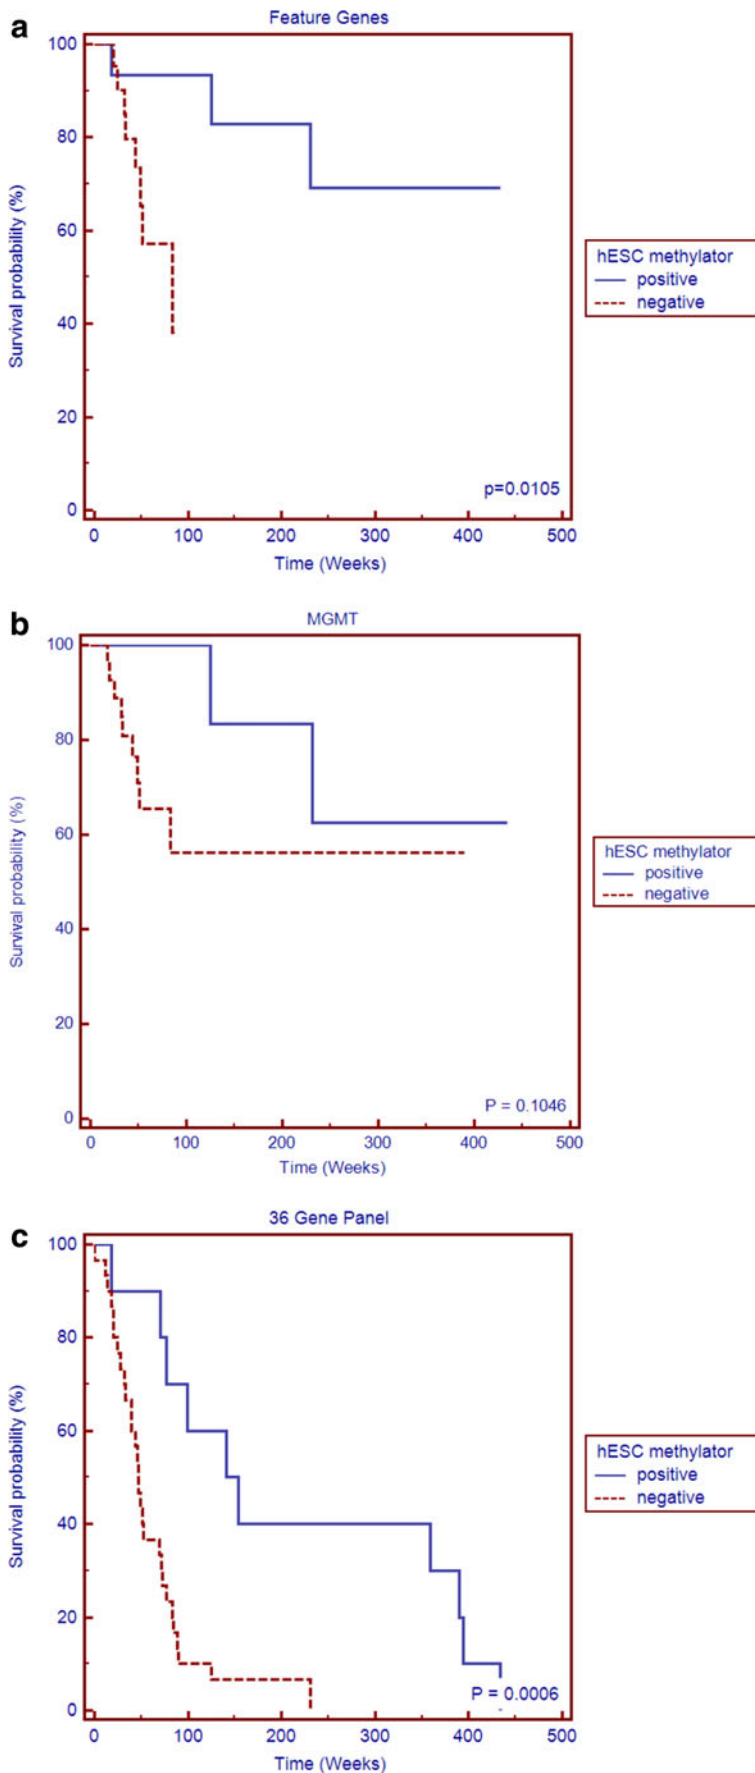 a
Feature Genes
Survival probability (%)
100
80
60
40
20
0
p=0.0105
0 100 200 300 400 500
Time (Weeks)
hESC methylator
positive
negative
b
MGMT
Survival probability (%)
100
80
60
40
20
0
P = 0.1046
0 100 200 300 400 500
Time (Weeks)
hESC methylator
positive
negative
c
36 Gene Panel
Survival probability (%)
100
80
60
40
20
0
P = 0.0006
0 100 200 300 400 500
Time (Weeks)
hESC methylator
positive
negative